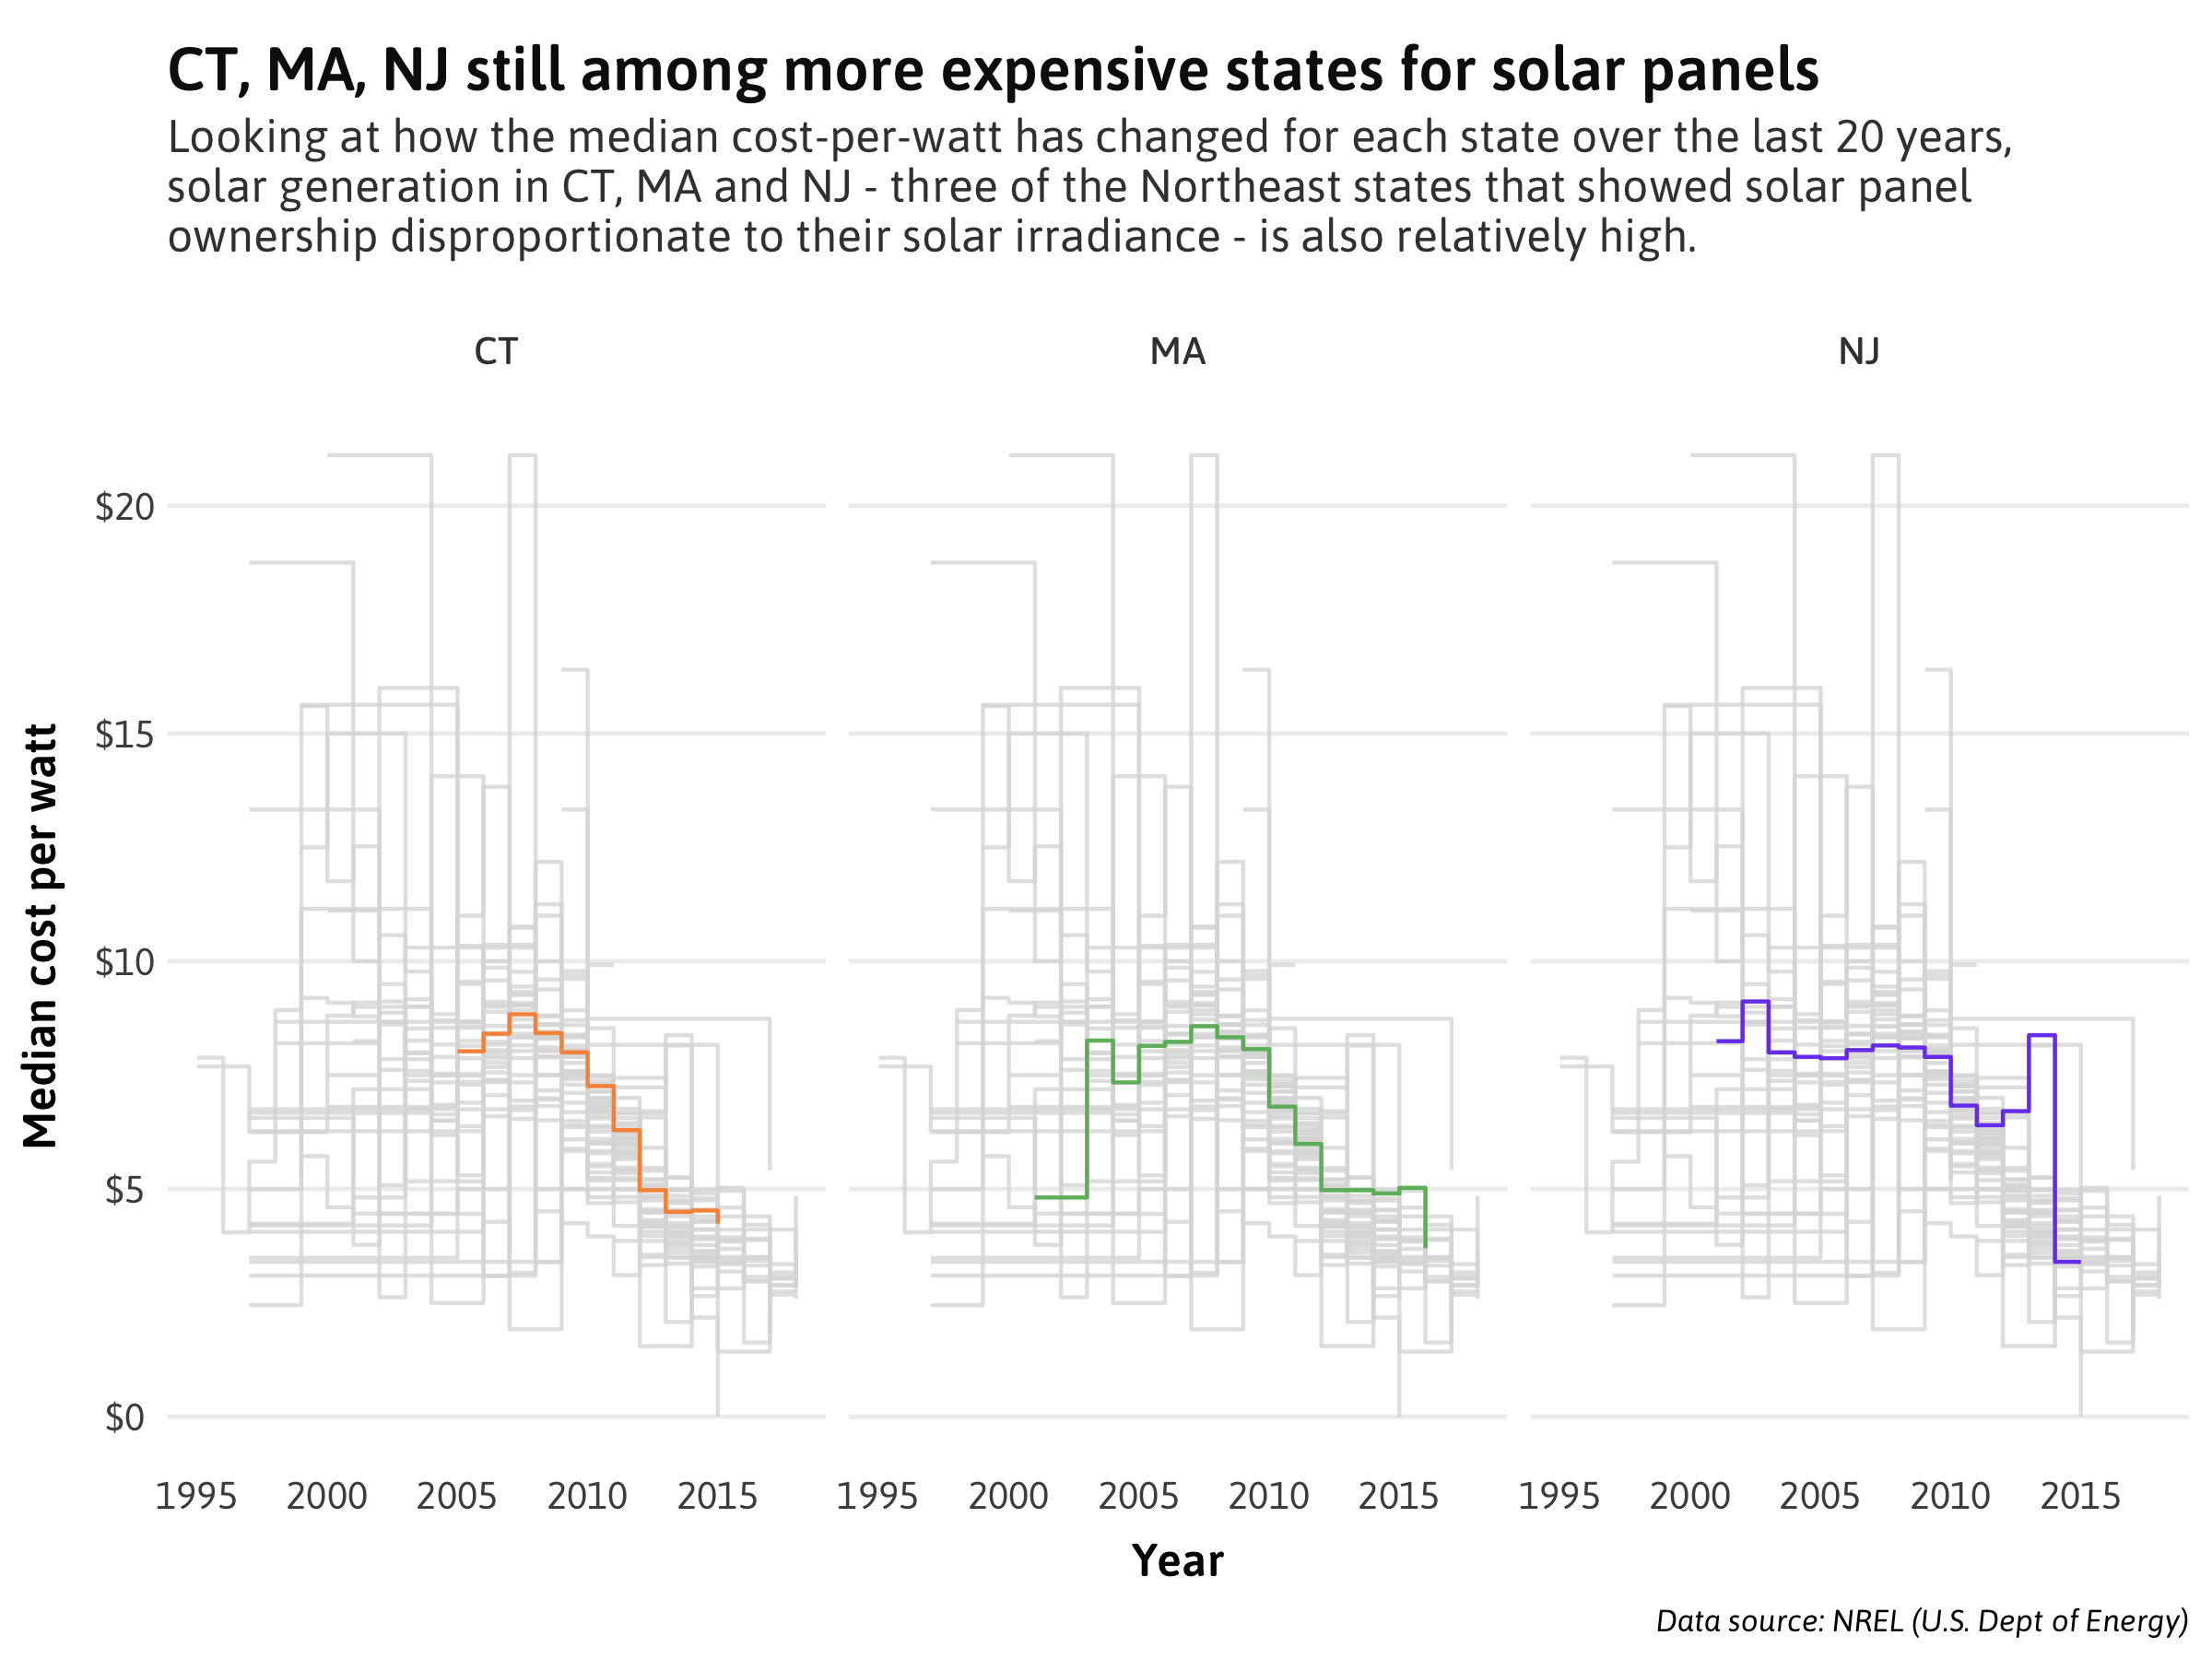 CT, MA, NJ still among more expensive states for solar panels
Looking at how the median cost-per-watt has changed for each state over the last 20 years,
solar generation in CT, MA and NJ - three of the Northeast states that showed solar panel
ownership disproportionate to their solar irradiance - is also relatively high.
CT MA NJ
Median cost per watt
$20
$15
$10
$5
$0
1995 2000 2005 2010 2015 1995 2000 2005 2010 2015 1995 2000 2005 2010 2015
Year
Data source: NREL (U.S. Dept of Energy)